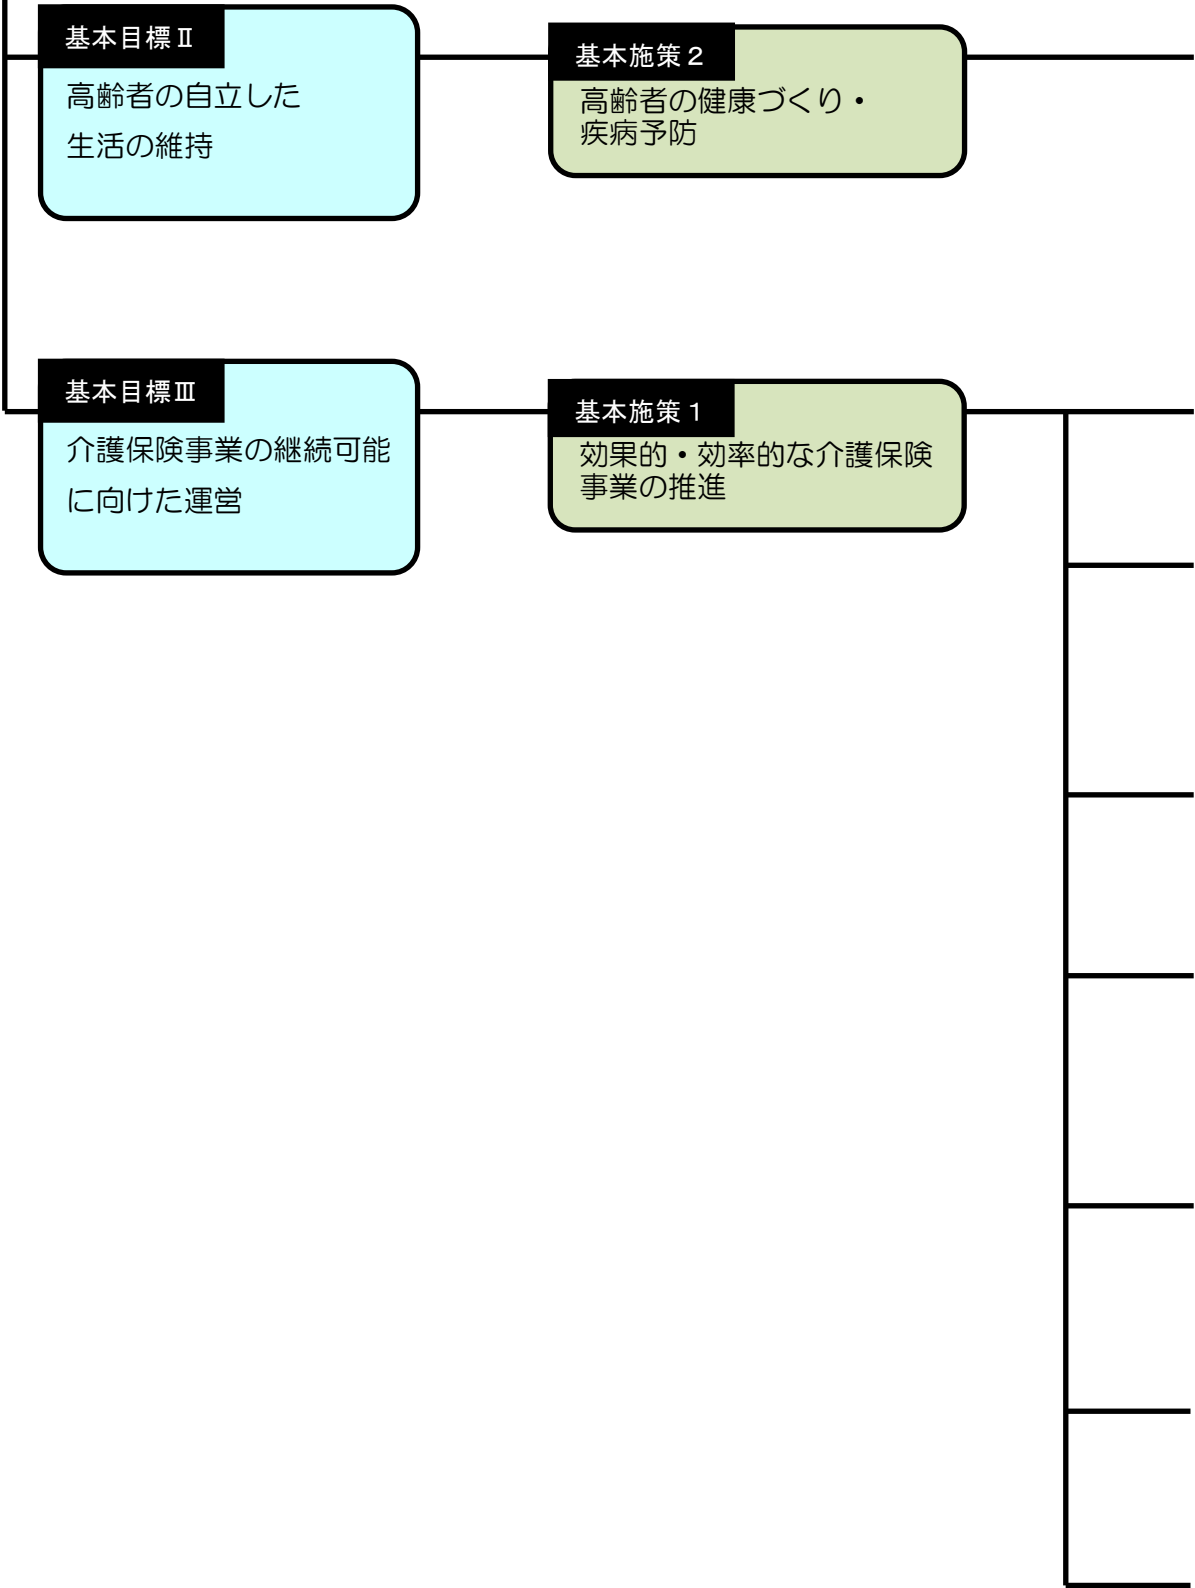 基本目標Ⅱ
高齢者の自立した
生活の維持
基本施策２
高齢者の健康づくり・
疾病予防
基本目標Ⅲ
介護保険事業の継続可能
に向けた運営
基本施策１
効果的・効率的な介護保険
事業の推進